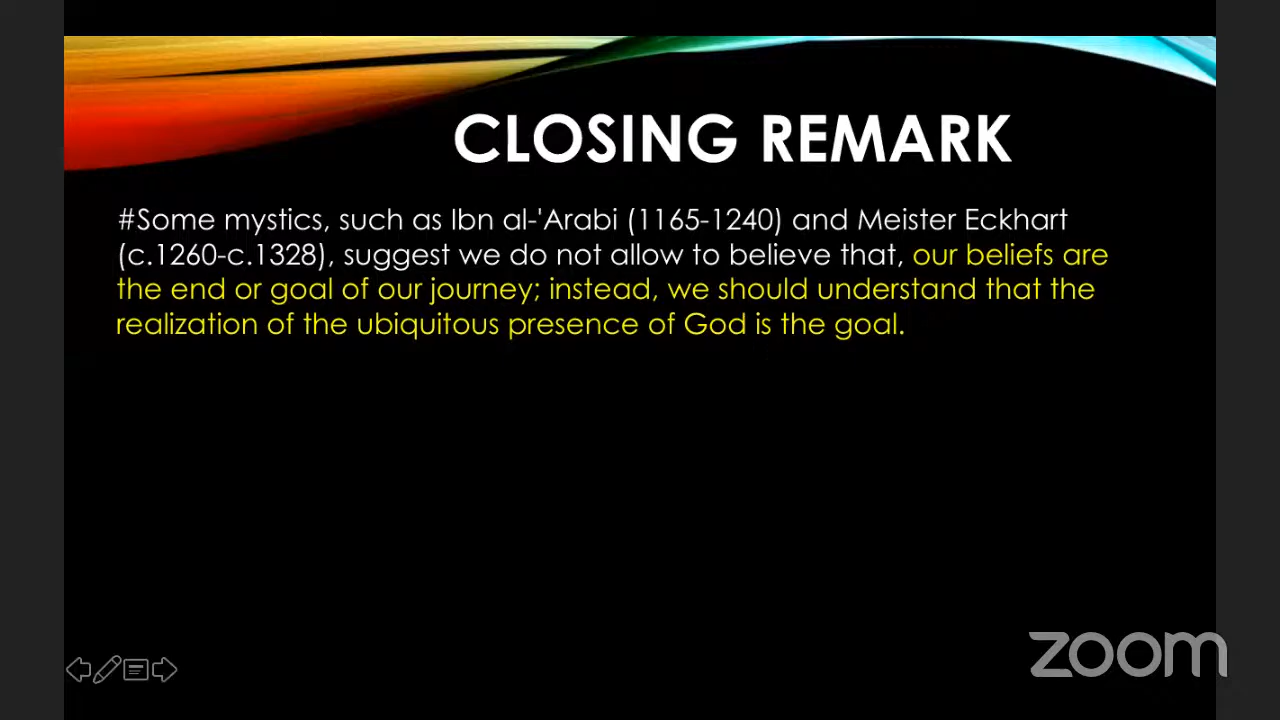 CLOSING REMARK
#Some mystics, such as Ibn al-'Arabi (1165-1240) and Meister Eckhart
(c.1260-c.1328), suggest we do not allow to believe that, our beliefs are
the end or goal of our journey; instead, we should understand that the
realization of the ubiquitous presence of God is the goal.
zoom